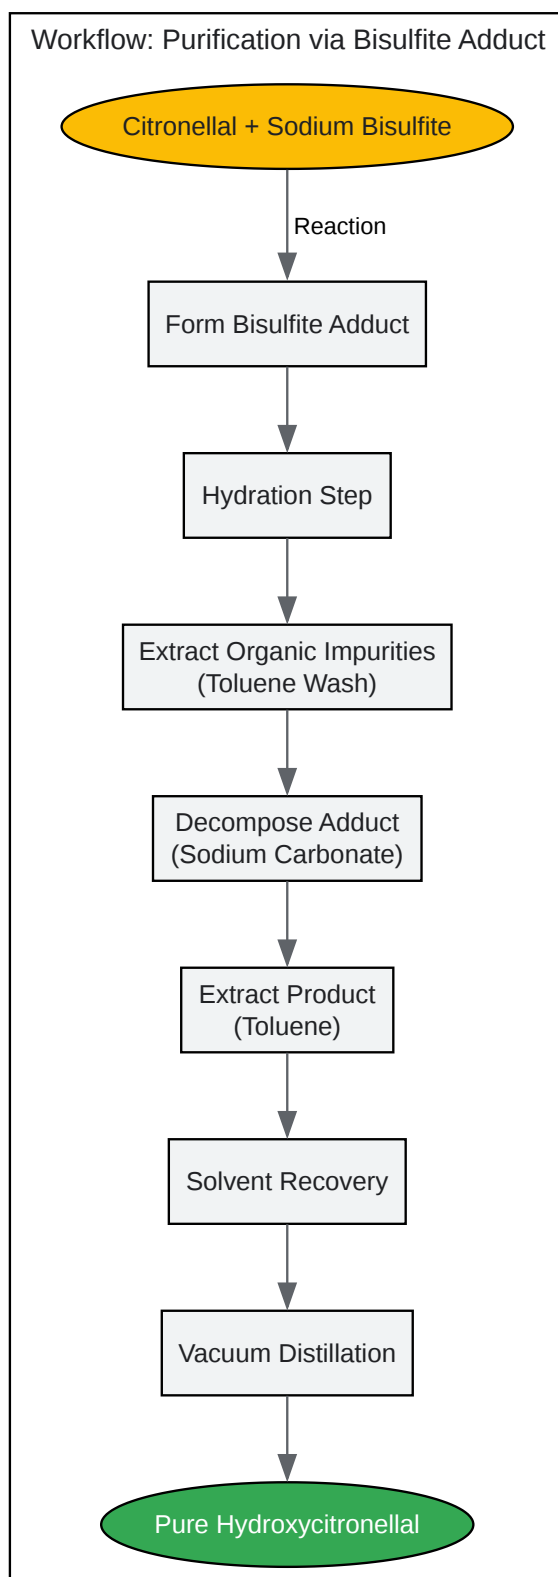 Workflow: Purification via Bisulfite Adduct
Citronellal + Sodium Bisulfite
Reaction
Form Bisulfite Adduct
Hydration Step
Extract Organic Impurities
(Toluene Wash)
Decompose Adduct
(Sodium Carbonate)
Extract Product
(Toluene)
Solvent Recovery
Vacuum Distillation
Pure Hydroxycitronellal